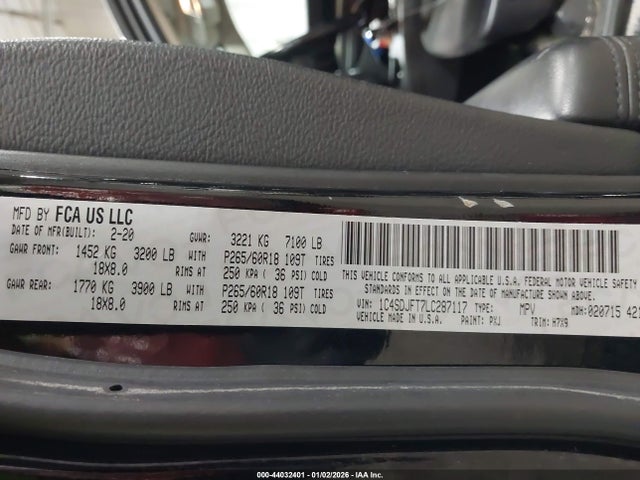 MFD BY FCA US LLC
DATE OF MFR(BUILT): 2-20 GVWR: 3221 KG 7100 LB
GAWR FRONT: 1452 KG 3200 LB WITH P265/60R18 109T TIRES
18X8.0 RIMS AT 250 KPA ( 36 PSI) COLD
GAWR REAR: 1770 KG 3900 LB WITH P265/60R18 109T TIRES
18X8.0 RIMS AT 250 KPA ( 36 PSI) COLD
THIS VEHICLE CONFORMS TO ALL APPLICABLE U.S.A. FEDERAL MOTOR VEHICLE SAFETY
STANDARDS IN EFFECT ON THE DATE OF MANUFACTURE SHOWN ABOVE.
VIN: 1C4SDJFT7LC287117 TYPE: MPV MDH: 020715 421
VEHICLE MADE IN U.S.A. PAINT: PXJ TRIM: H7X9
000-44032401 - 01/02/2026 - IAA Inc.